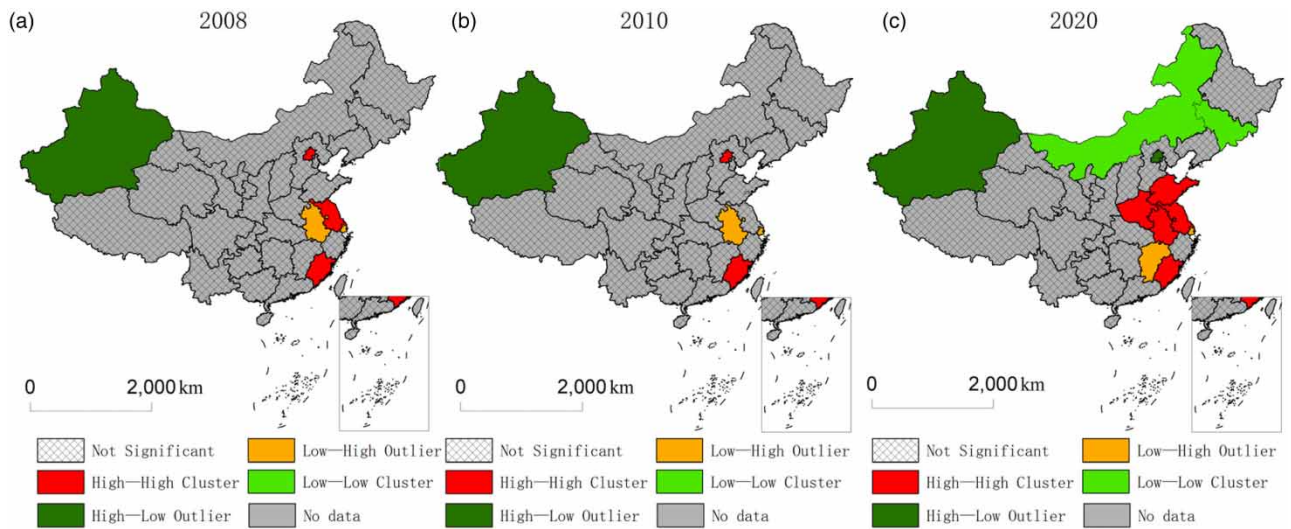 (a) 2008
(b) 2010
(c) 2020
0 2,000 km
0 2,000 km
0 2,000 km
Not Significant Low—High Outlier
High—High Cluster Low—Low Cluster
High—Low Outlier No data
Not Significant Low—High Outlier
High—High Cluster Low—Low Cluster
High—Low Outlier No data
Not Significant Low—High Outlier
High—High Cluster Low—Low Cluster
High—Low Outlier No data